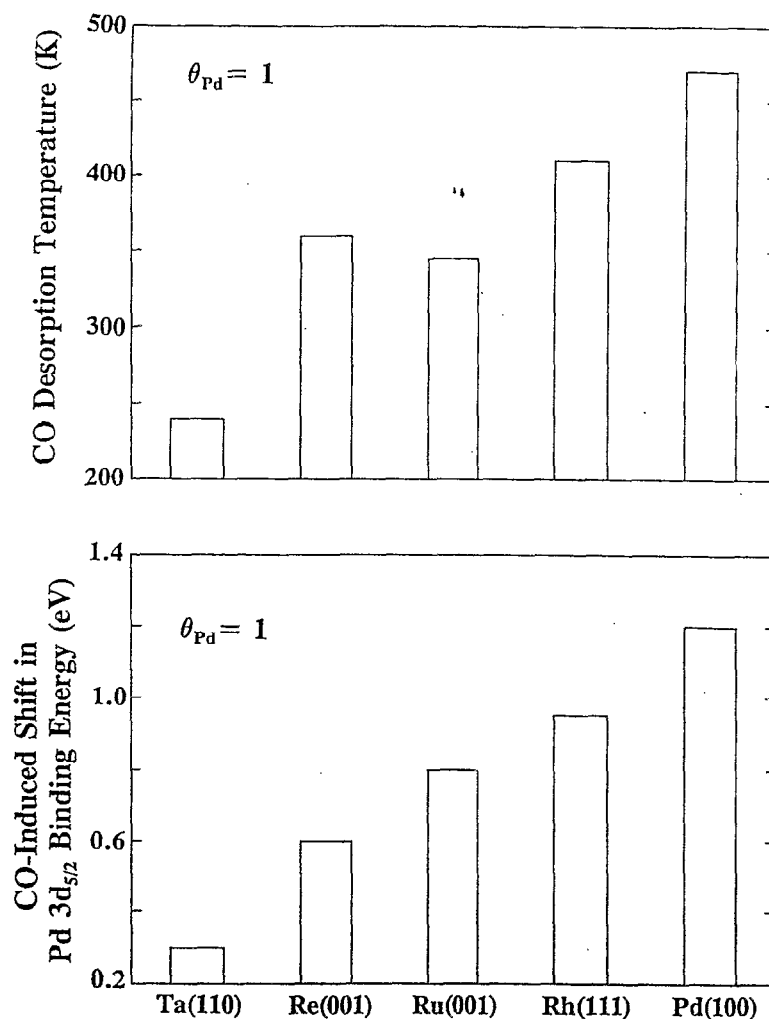 CO Desorption Temperature (K)
500
400
300
200
θPd = 1
CO-Induced Shift in
Pd 3d5/2 Binding Energy (eV)
1.4
1.0
0.6
0.2
θPd = 1
Ta(110) Re(001) Ru(001) Rh(111) Pd(100)